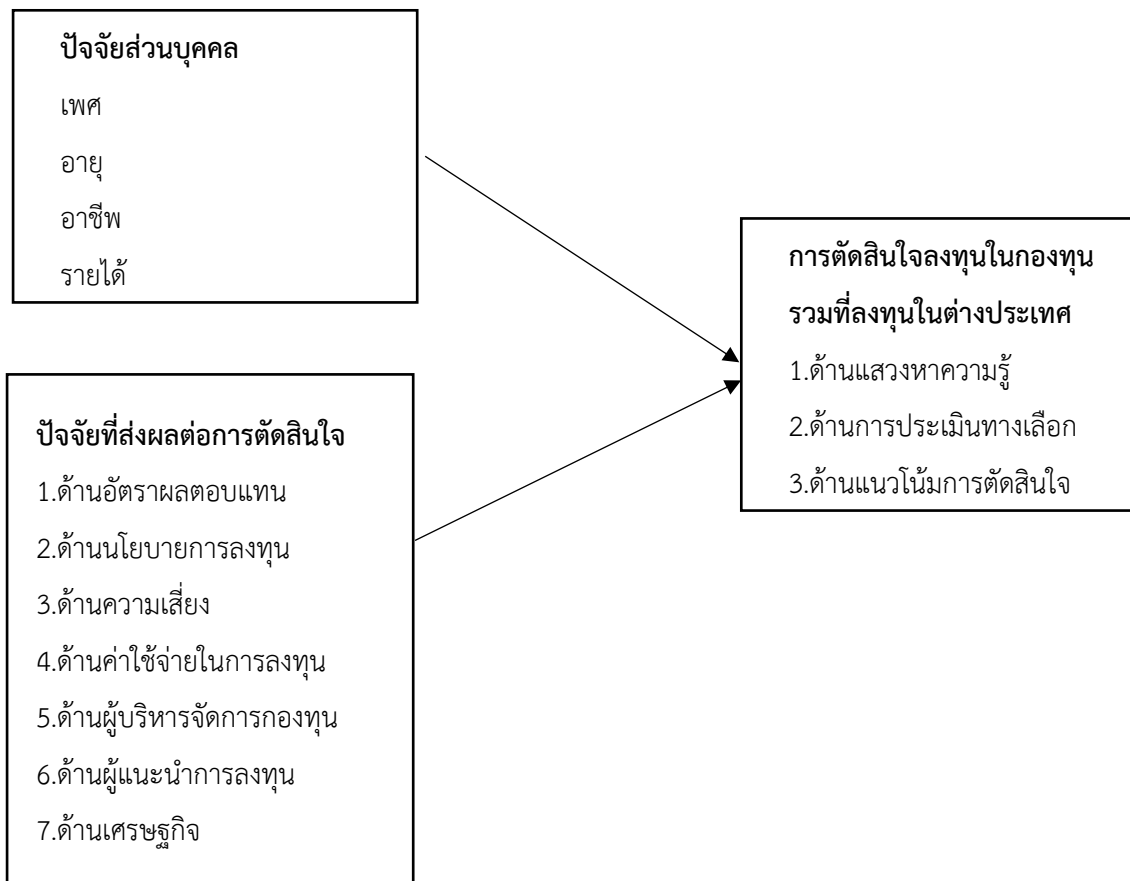 ปัจจัยส่วนบุคคล
เพศ
อายุ
อาชีพ
รายได้
ปัจจัยที่ส่งผลต่อการตัดสินใจ
1.ด้านอัตราผลตอบแทน
2.ด้านนโยบายการลงทุน
3.ด้านความเสี่ยง
4.ด้านค่าใช้จ่ายในการลงทุน
5.ด้านผู้บริหารจัดการกองทุน
6.ด้านผู้แนะนำการลงทุน
7.ด้านเศรษฐกิจ
การตัดสินใจลงทุนในกองทุน
รวมที่ลงทุนในต่างประเทศ
1.ด้านแสวงหาความรู้
2.ด้านการประเมินทางเลือก
3.ด้านแนวโน้มการตัดสินใจ